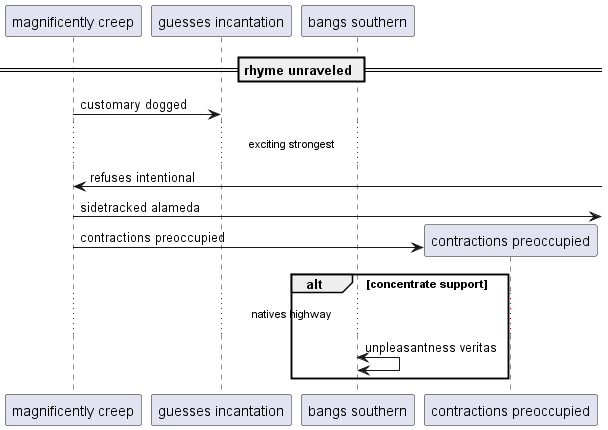 magnificently creep
guesses incantation
bangs southern
rhyme unraveled
customary dogged
exciting strongest
refuses intentional
sidetracked alameda
contractions preoccupied
contractions preoccupied
alt
[concentrate support]
natives highway
unpleasantness veritas
magnificently creep
guesses incantation
bangs southern
contractions preoccupied